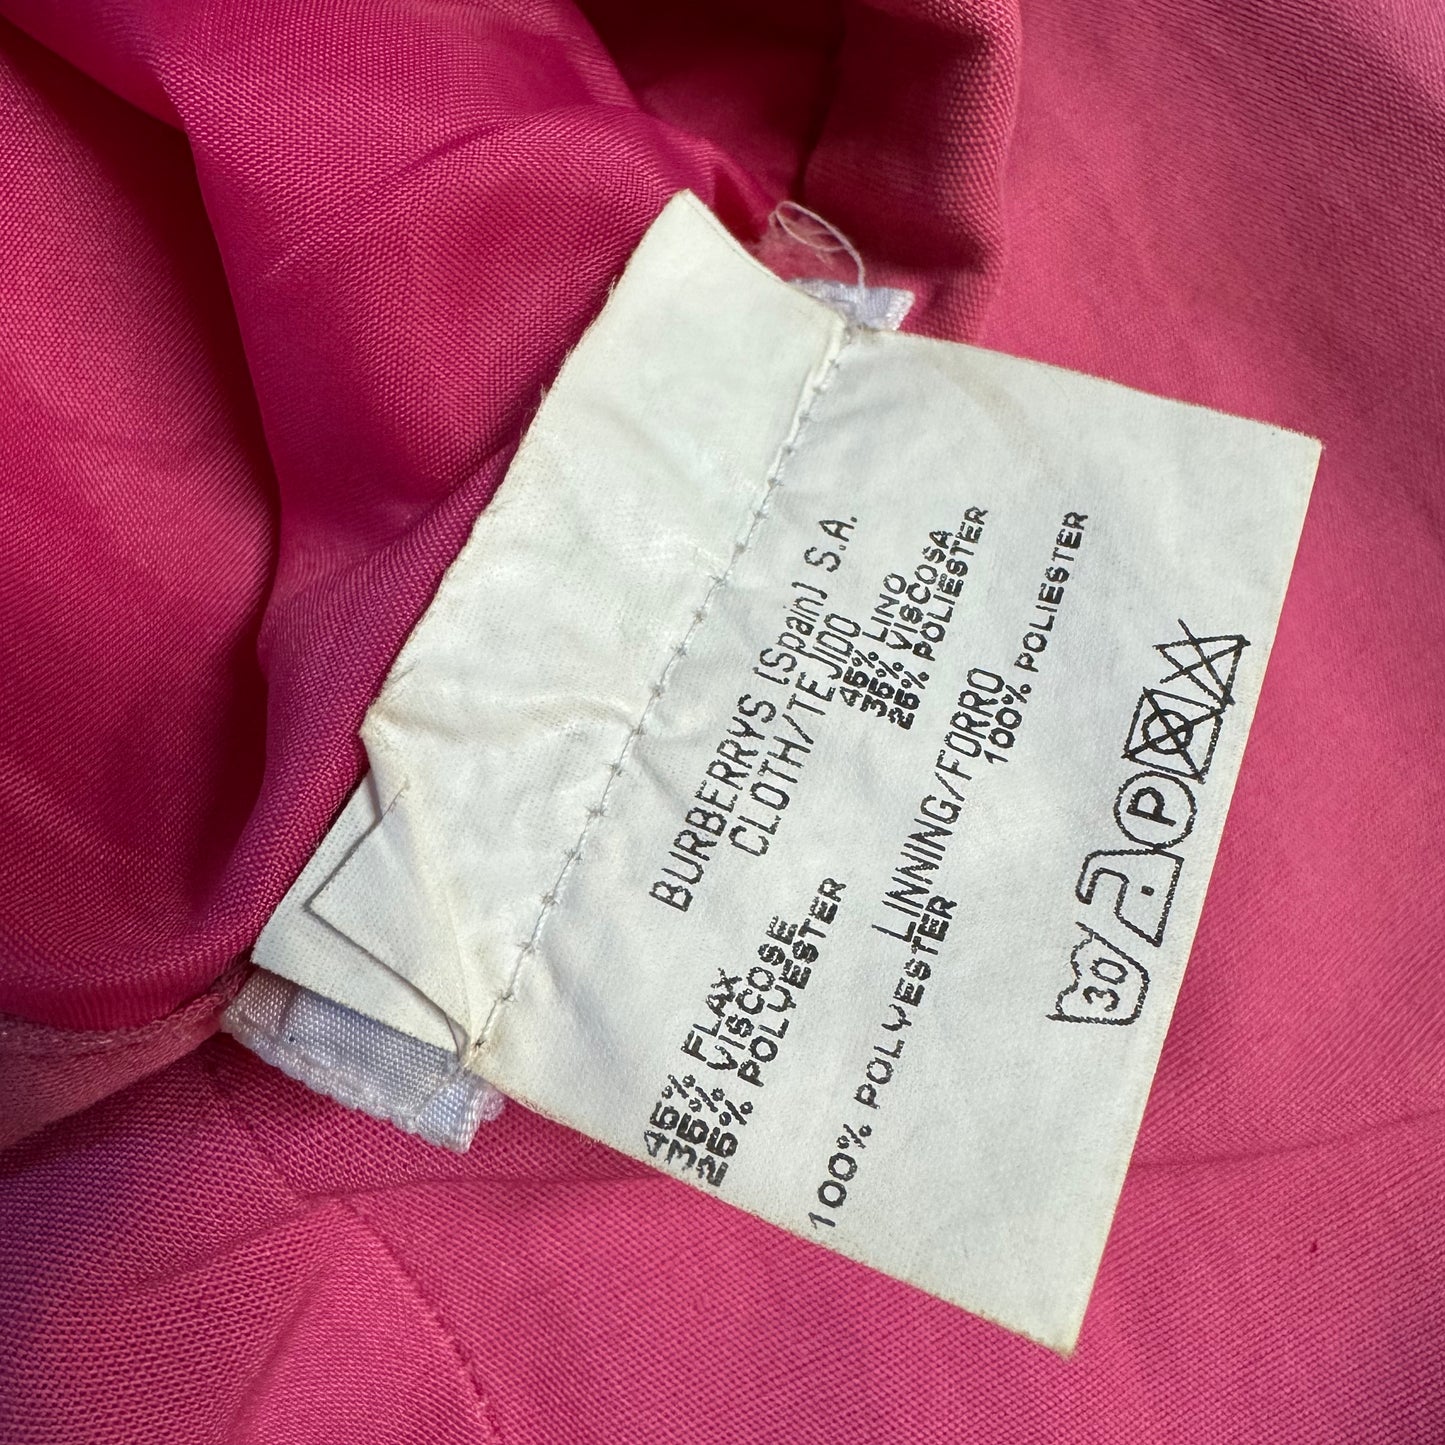 BURBERRYS (Spain) S.A.
CLOTH/TEJIDO
45% FLAX 45% LINO
35% VISCOSE 35% VISCOSA
25% POLYESTER 25% POLIESTER
LINNING/FORRO
100% POLYESTER 100% POLIESTER
30 P